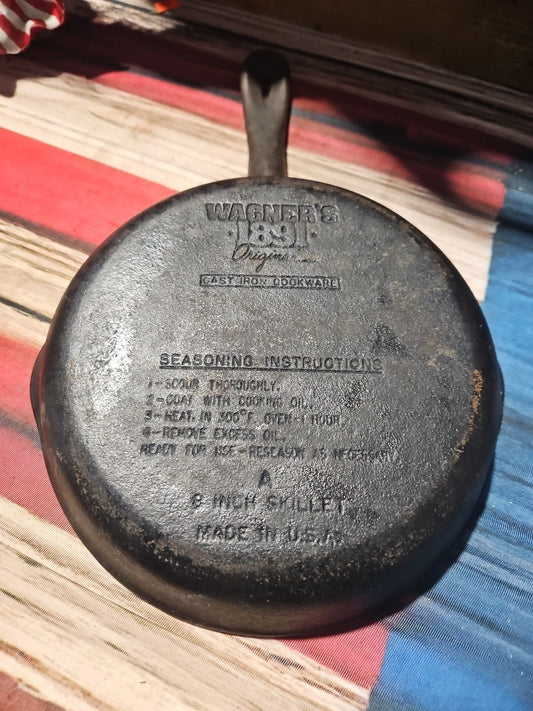 WAGNER'S
·1891·
Original
CAST IRON COOKWARE
SEASONING INSTRUCTIONS
1-SCOUR THOROUGHLY.
2-COAT WITH COOKING OIL.
3-HEAT IN 300°F. OVEN-1 HOUR
4-REMOVE EXCESS OIL.
READY FOR USE-RESEASON AS NECESSARY
A
8 INCH SKILLET
MADE IN U.S.A.